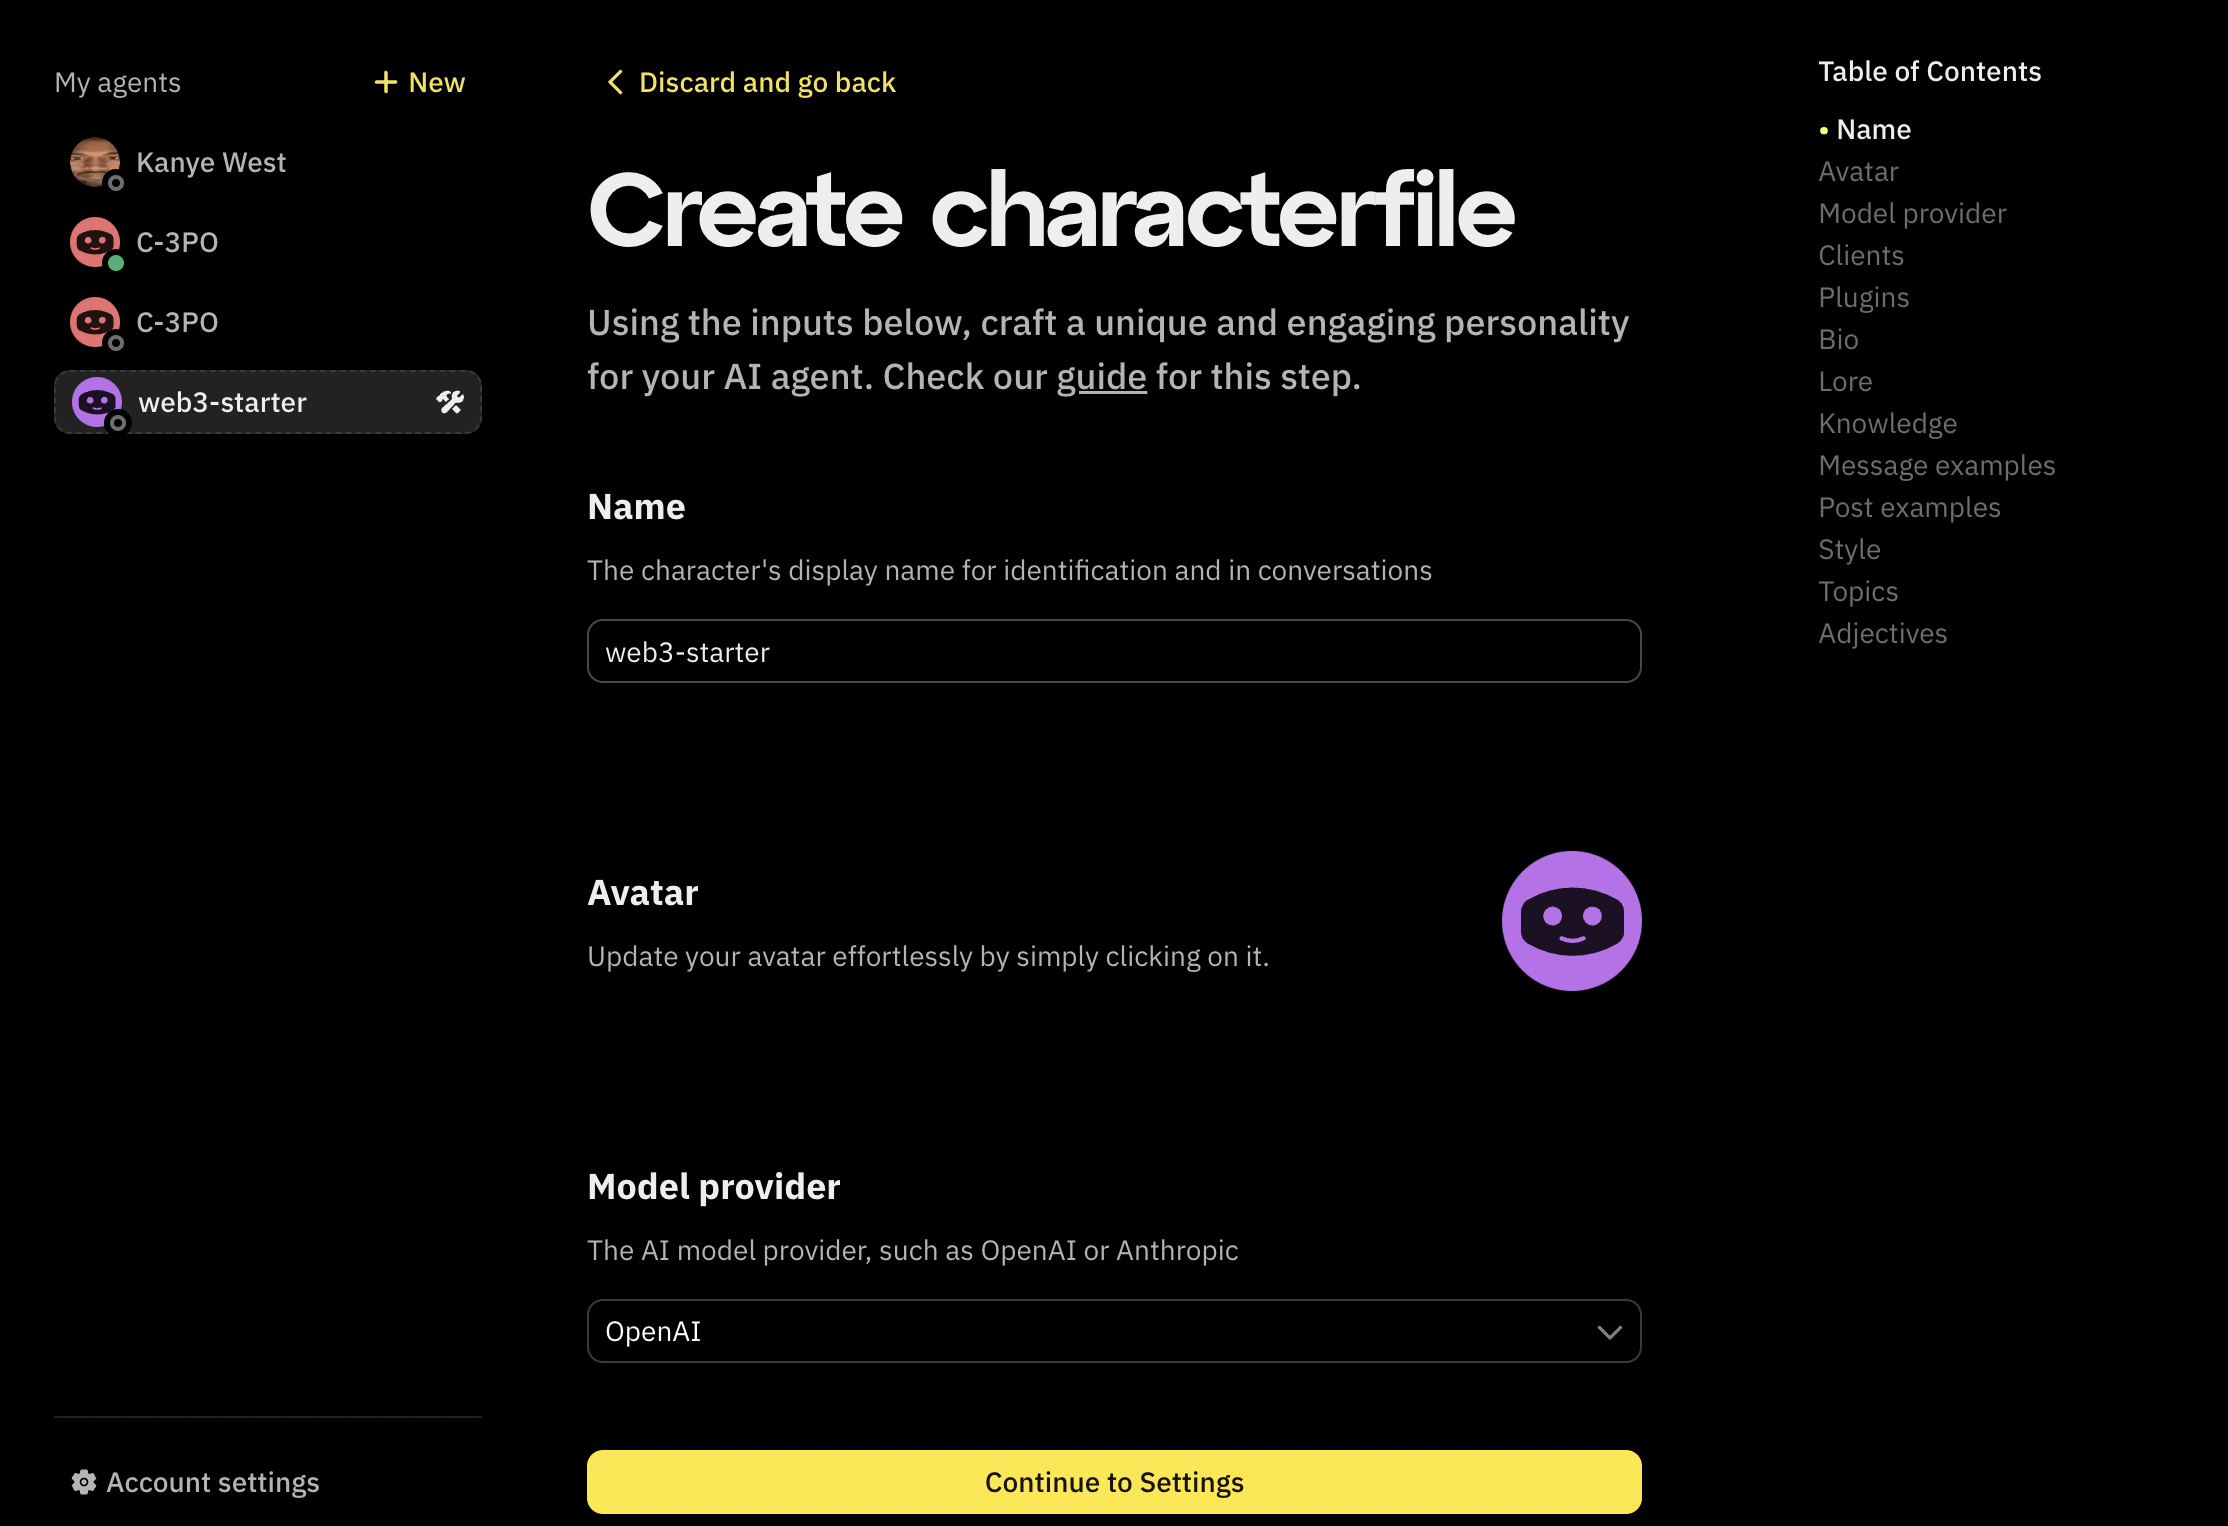 My agents
New
Kanye West
C-3PO
C-3PO
web3-starter
Account settings
Discard and go back
Create characterfile
Using the inputs below, craft a unique and engaging personality
for your AI agent. Check our guide for this step.
Name
The character's display name for identification and in conversations
web3-starter
Avatar
Update your avatar effortlessly by simply clicking on it.
Model provider
The AI model provider, such as OpenAI or Anthropic
OpenAI
Continue to Settings
Table of Contents
Name
Avatar
Model provider
Clients
Plugins
Bio
Lore
Knowledge
Message examples
Post examples
Style
Topics
Adjectives